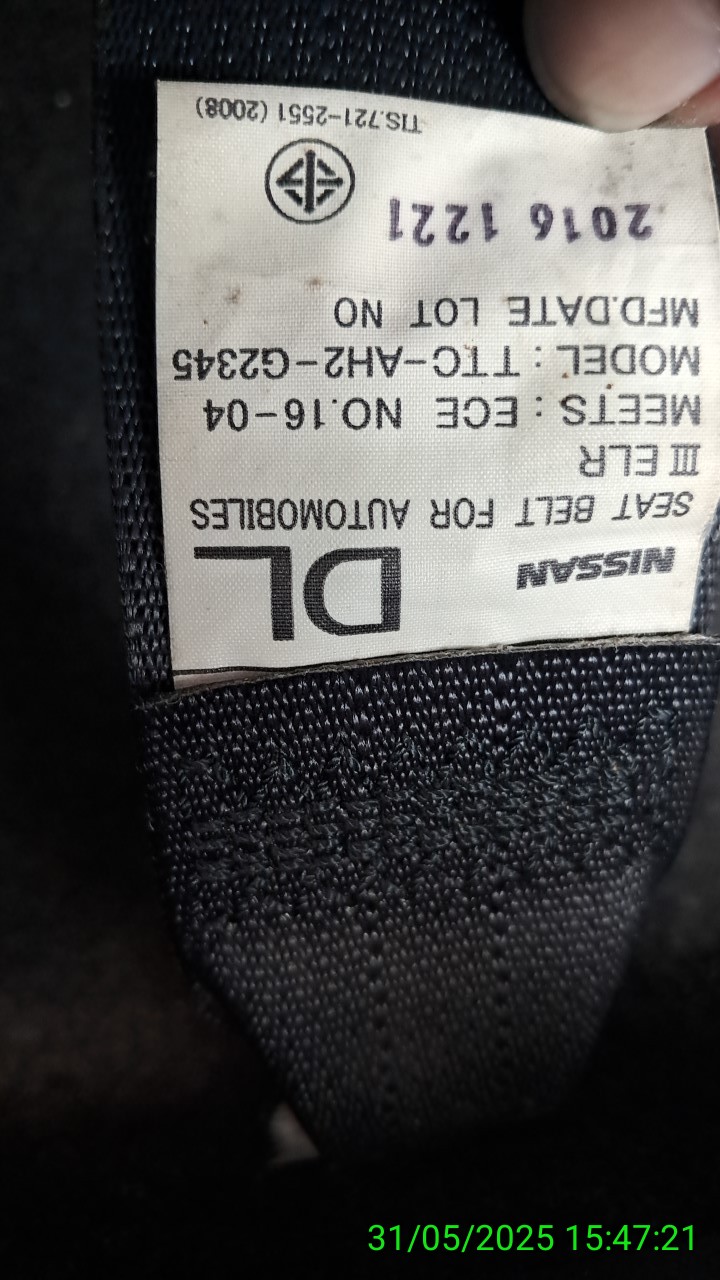 NISSAN DL
SEAT BELT FOR AUTOMOBILES
III ELR
MEETS : ECE NO.16-04
MODEL : TTC-AH2-G2345
MFD.DATE LOT NO
2016 1221
TIS.721-2551 (2008)
31/05/2025 15:47:21